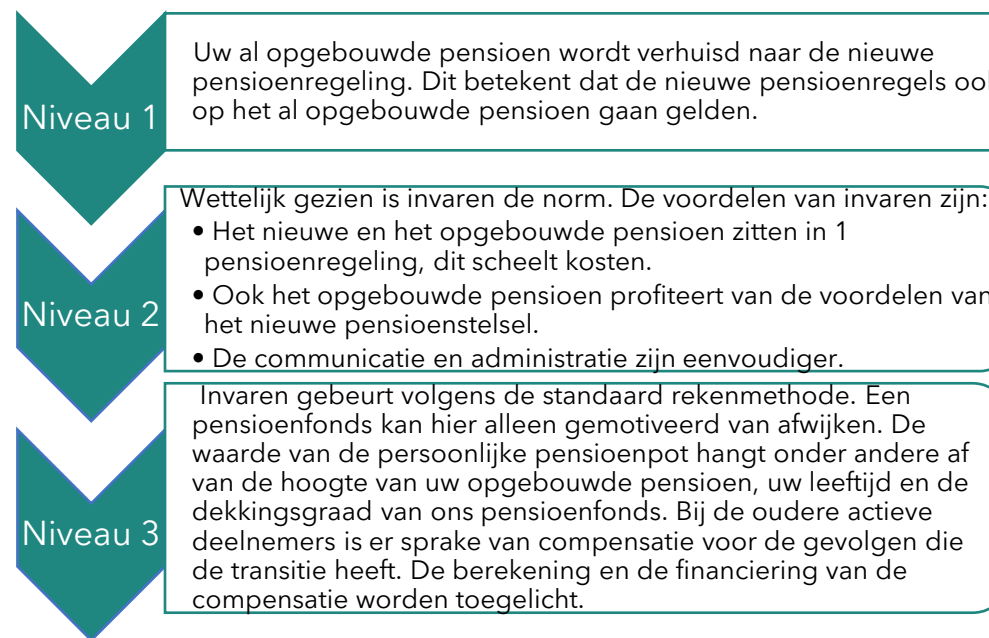 Niveau 1
Uw al opgebouwde pensioen wordt verhuisd naar de nieuwe
pensioenregeling. Dit betekent dat de nieuwe pensioenregels ook
op het al opgebouwde pensioen gaan gelden.
Niveau 2
Wettelijk gezien is invaren de norm. De voordelen van invaren zijn:
• Het nieuwe en het opgebouwde pensioen zitten in 1
pensioenregeling, dit scheelt kosten.
• Ook het opgebouwde pensioen profiteert van de voordelen van
het nieuwe pensioenstelsel.
• De communicatie en administratie zijn eenvoudiger.
Niveau 3
Invaren gebeurt volgens de standaard rekenmethode. Een
pensioenfonds kan hier alleen gemotiveerd van afwijken. De
waarde van de persoonlijke pensioenpot hangt onder andere af
van de hoogte van uw opgebouwde pensioen, uw leeftijd en de
dekkingsgraad van ons pensioenfonds. Bij de oudere actieve
deelnemers is er sprake van compensatie voor de gevolgen die
de transitie heeft. De berekening en de financiering van de
compensatie worden toegelicht.